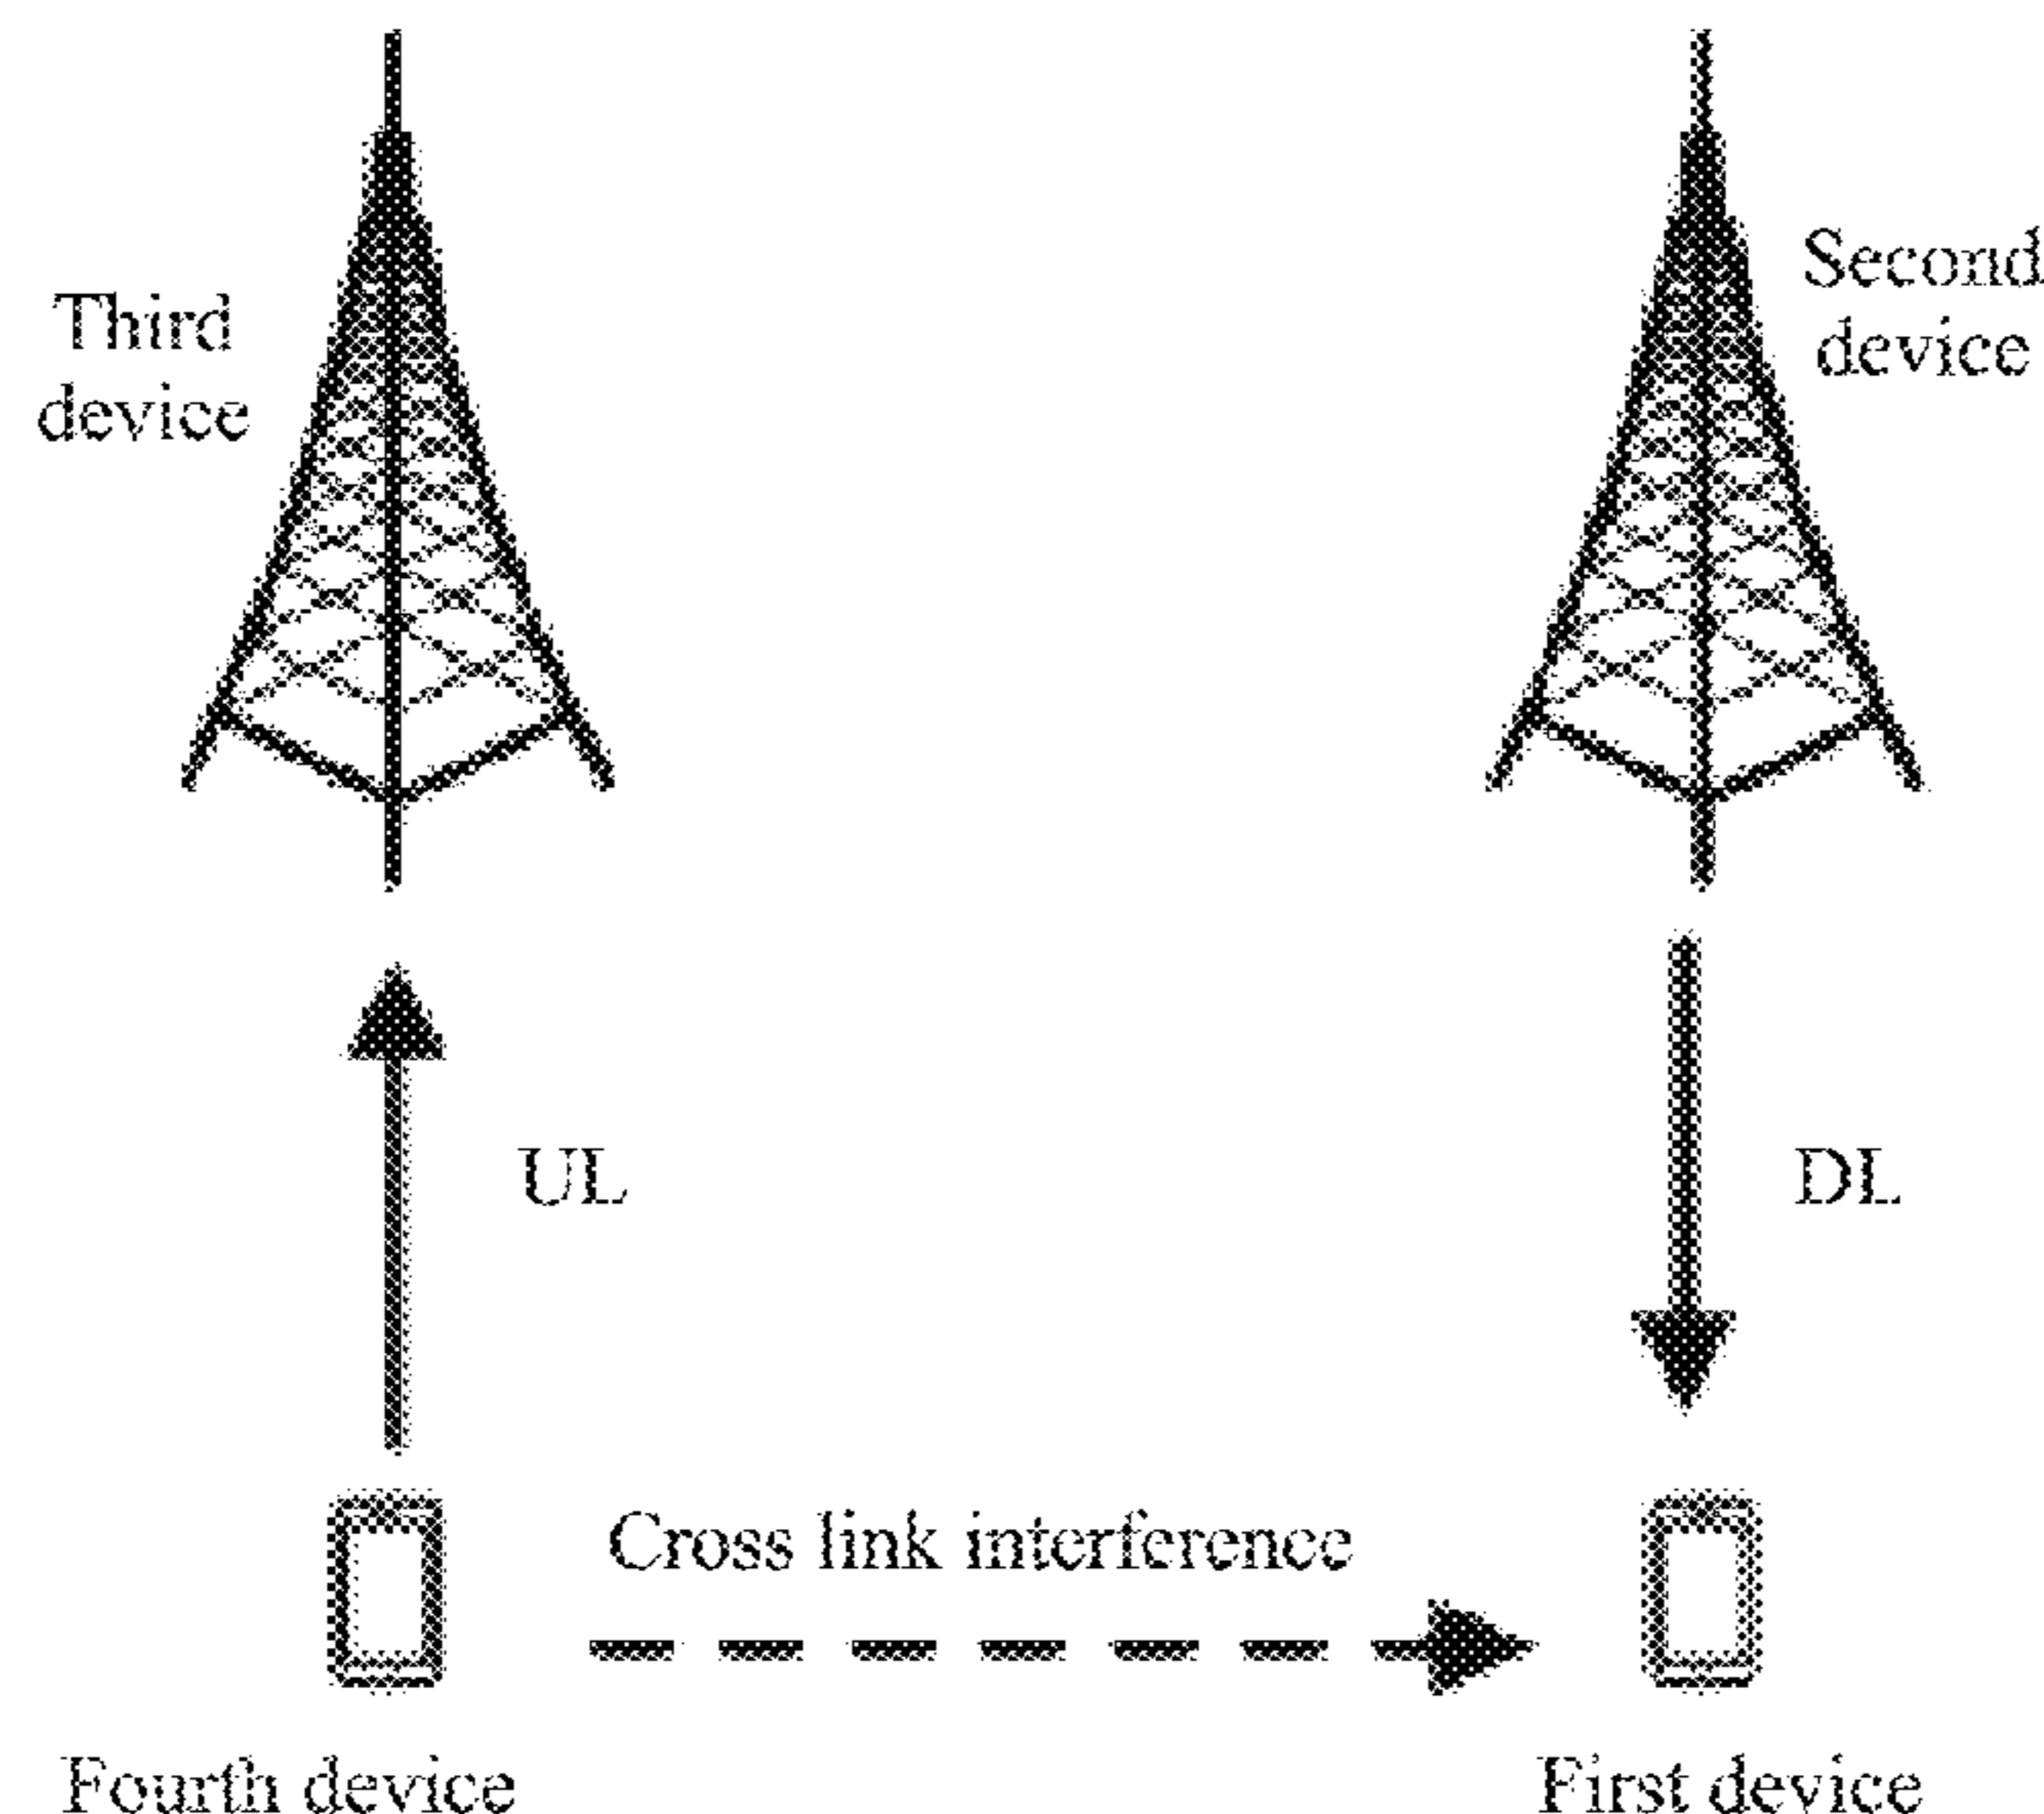 Third
device
Second
device
UL
DL
Cross link interference
Fourth device
First device